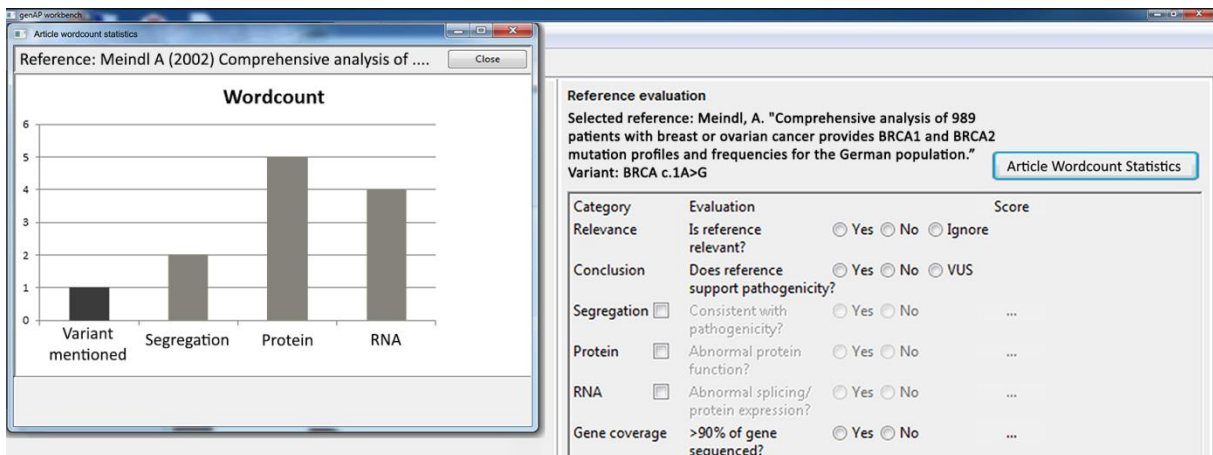 genAP workbench
Article wordcount statistics
Reference: Meindl A (2002) Comprehensive analysis of ....
Close
Wordcount
6
5
4
3
2
1
0
Variant
mentioned
Segregation
Protein
RNA
Reference evaluation
Selected reference: Meindl, A. "Comprehensive analysis of 989
patients with breast or ovarian cancer provides BRCA1 and BRCA2
mutation profiles and frequencies for the German population.”
Variant: BRCA c.1A>G
Article Wordcount Statistics
Category Evaluation Score
Relevance Is reference Yes No Ignore
relevant?
Conclusion Does reference Yes No VUS
support pathogenicity?
Segregation Consistent with Yes No ...
pathogenicity?
Protein Abnormal protein Yes No ...
function?
RNA Abnormal splicing/ Yes No ...
protein expression?
Gene coverage >90% of gene Yes No ...
sequenced?